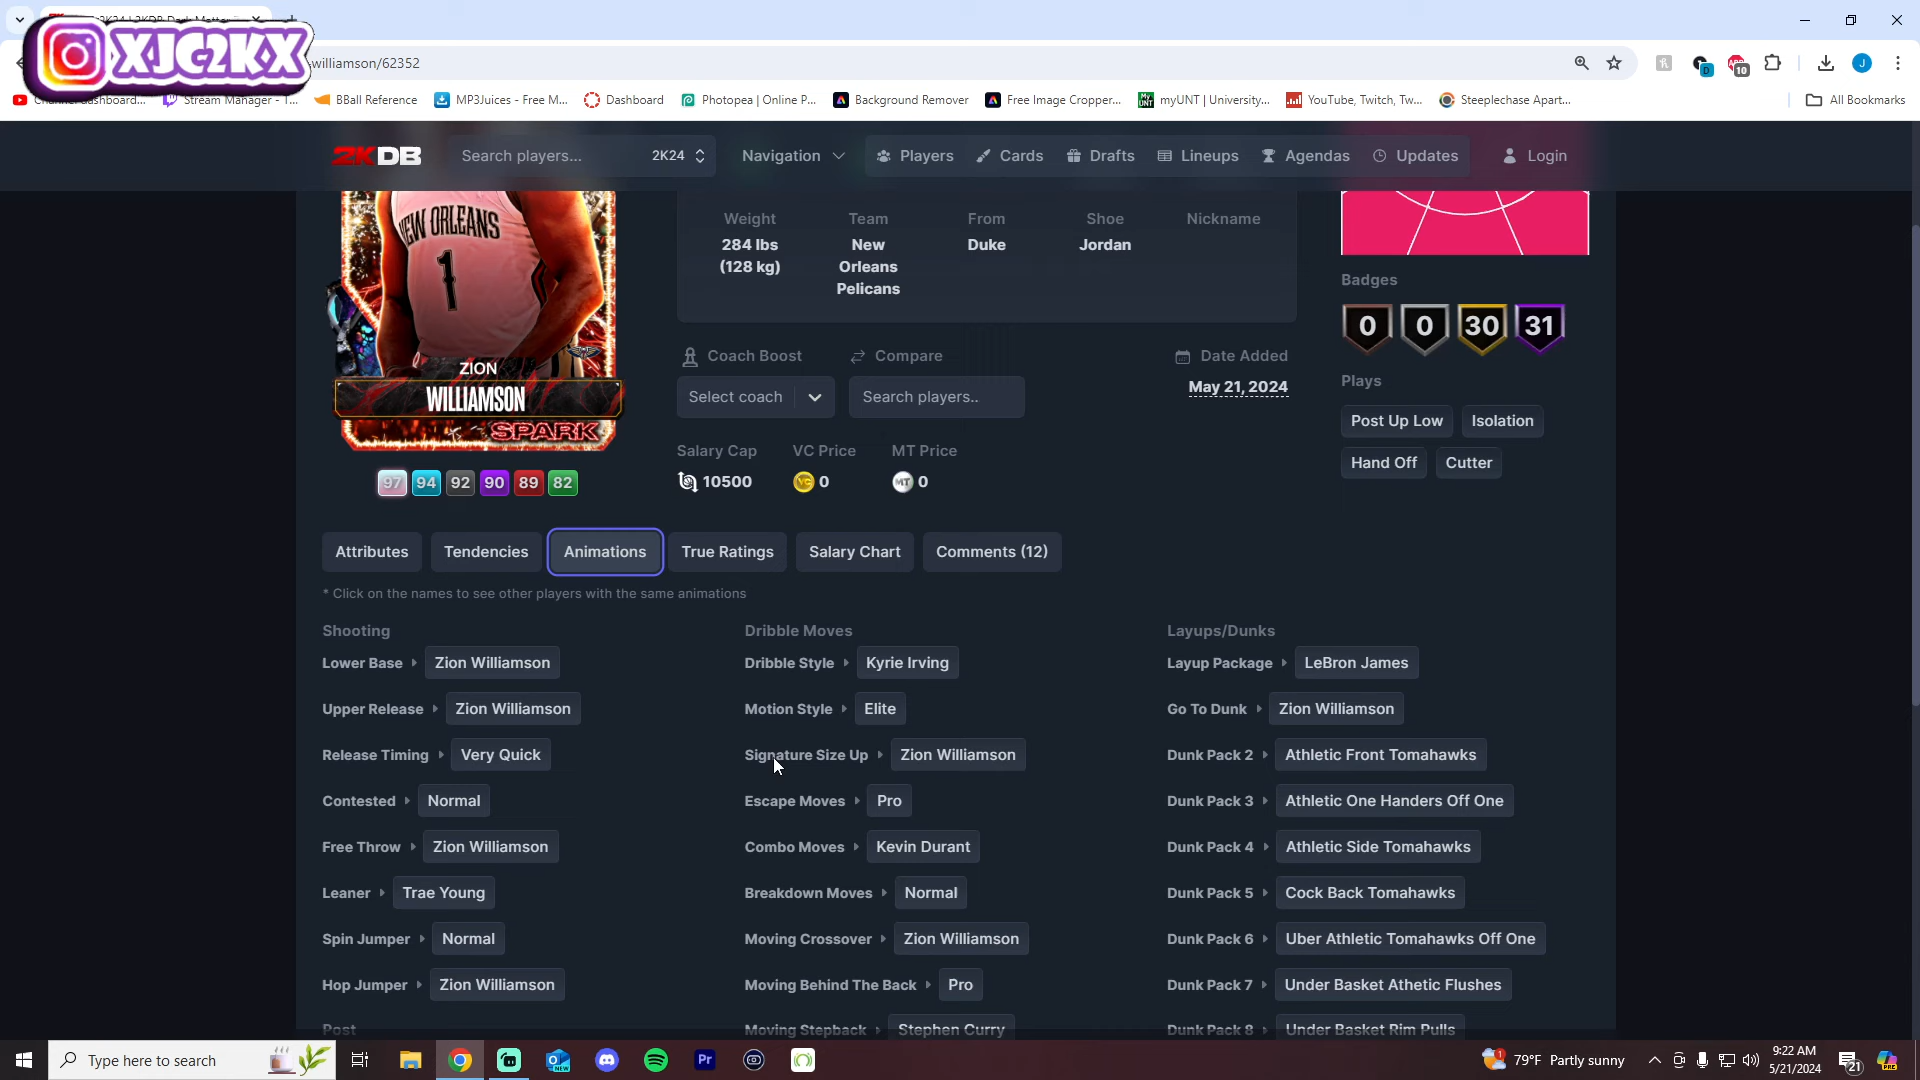 XJC2KX
williamson/62352
D
10
J
Stream Manager - T...
BBall Reference
MP3Juices - Free M...
Dashboard
Photopea | Online P...
Background Remover
Free Image Cropper...
myUNT | University...
YouTube, Twitch, Tw...
Steeplechase Apart...
All Bookmarks
2KDB
Search players...
2K24
Navigation
Players
Cards
Drafts
Lineups
Agendas
Updates
Login
NEW ORLEANS
1
ZION
WILLIAMSON
SPARK
97 94 92 90 89 82
Weight
284 lbs
(128 kg)
Team
New
Orleans
Pelicans
From
Duke
Shoe
Jordan
Nickname
Coach Boost
Select coach
Compare
Search players..
Date Added
May 21, 2024
Salary Cap
10500
VC Price
0
MT Price
MT 0
Badges
0 0 30 31
Plays
Post Up Low
Isolation
Hand Off
Cutter
Attributes
Tendencies
Animations
True Ratings
Salary Chart
Comments (12)
* Click on the names to see other players with the same animations
Shooting
Lower Base Zion Williamson
Upper Release Zion Williamson
Release Timing Very Quick
Contested Normal
Free Throw Zion Williamson
Leaner Trae Young
Spin Jumper Normal
Hop Jumper Zion Williamson
Post
Dribble Moves
Dribble Style Kyrie Irving
Motion Style Elite
Signature Size Up Zion Williamson
Escape Moves Pro
Combo Moves Kevin Durant
Breakdown Moves Normal
Moving Crossover Zion Williamson
Moving Behind The Back Pro
Moving Stepback Stephen Curry
Layups/Dunks
Layup Package LeBron James
Go To Dunk Zion Williamson
Dunk Pack 2 Athletic Front Tomahawks
Dunk Pack 3 Athletic One Handers Off One
Dunk Pack 4 Athletic Side Tomahawks
Dunk Pack 5 Cock Back Tomahawks
Dunk Pack 6 Uber Athletic Tomahawks Off One
Dunk Pack 7 Under Basket Athetic Flushes
Dunk Pack 8 Under Basket Rim Pulls
Type here to search
NEW
Pr
1
79°F Partly sunny
9:22 AM
5/21/2024
21
PRE